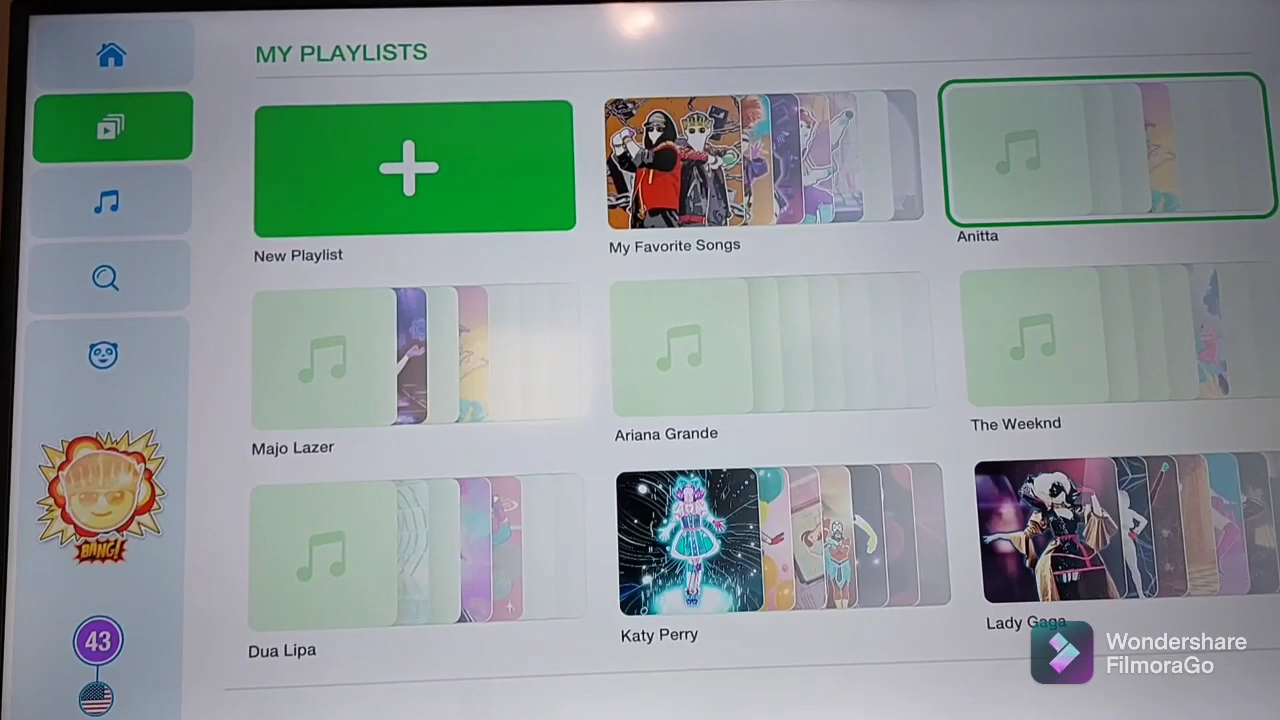 MY PLAYLISTS
New Playlist
My Favorite Songs
Anitta
Majo Lazer
Ariana Grande
The Weeknd
BANG!
Dua Lipa
Katy Perry
Lady Gaga
43
Wondershare
FilmoraGo